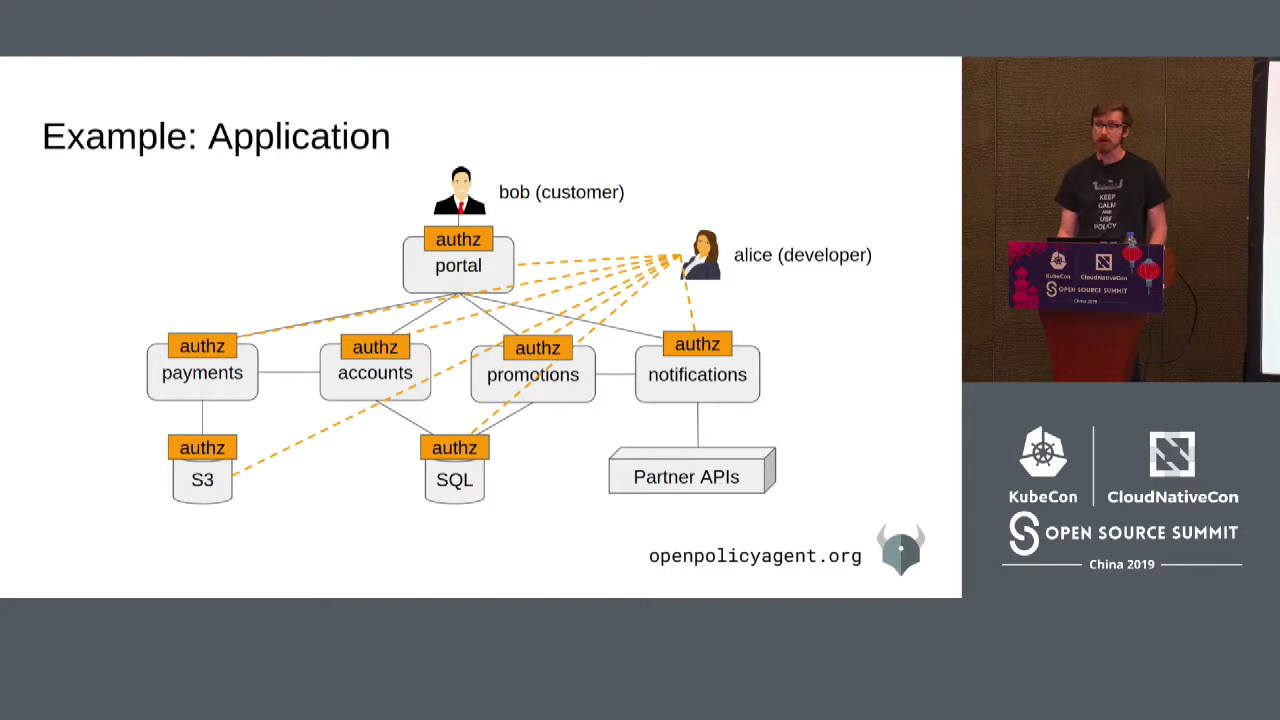 Example: Application
bob (customer)
authz
portal
alice (developer)
authz
payments
authz
accounts
authz
promotions
authz
notifications
authz
S3
authz
SQL
Partner APIs
openpolicyagent.org
KEEP
CALM
AND
USE
POLICY
KubeCon
CloudNativeCon
OPEN SOURCE SUMMIT
China 2019
KubeCon
CloudNativeCon
OPEN SOURCE SUMMIT
China 2019